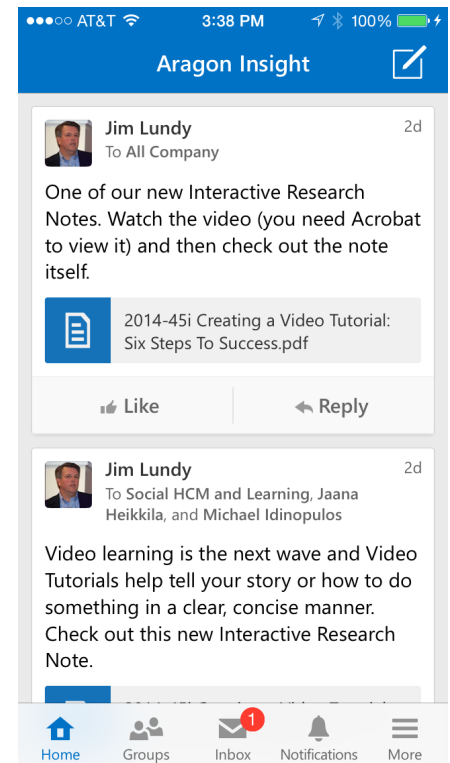 AT&T 3:38 PM 100%
Aragon Insight
Jim Lundy 2d
To All Company
One of our new Interactive Research
Notes. Watch the video (you need Acrobat
to view it) and then check out the note
itself.
2014-45i Creating a Video Tutorial:
Six Steps To Success.pdf
Like Reply
Jim Lundy 2d
To Social HCM and Learning, Jaana
Heikkila, and Michael Idinopulos
Video learning is the next wave and Video
Tutorials help tell your story or how to do
something in a clear, concise manner.
Check out this new Interactive Research
Note.
1
Home Groups Inbox Notifications More